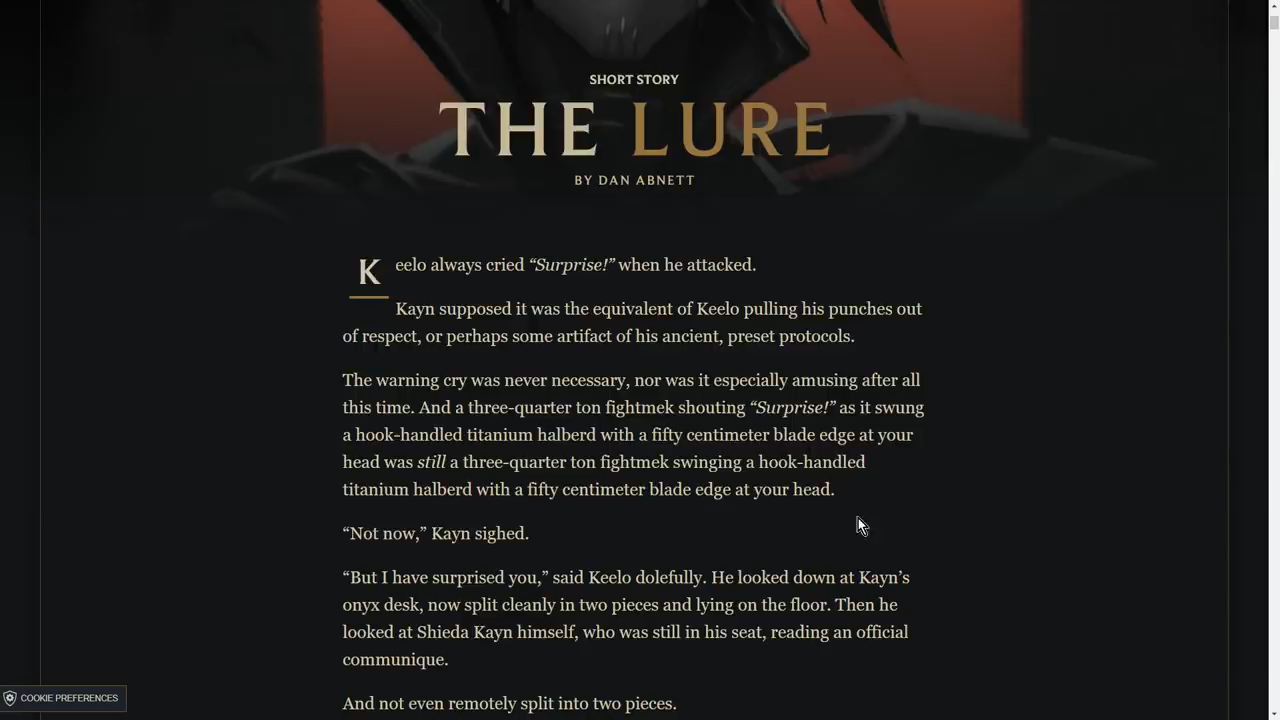 SHORT STORY
THE LURE
BY DAN ABNETT
Keelo always cried “Surprise!” when he attacked.
Kayn supposed it was the equivalent of Keelo pulling his punches out
of respect, or perhaps some artifact of his ancient, preset protocols.
The warning cry was never necessary, nor was it especially amusing after all
this time. And a three-quarter ton fightmek shouting “Surprise!” as it swung
a hook-handled titanium halberd with a fifty centimeter blade edge at your
head was still a three-quarter ton fightmek swinging a hook-handled
titanium halberd with a fifty centimeter blade edge at your head.
“Not now,” Kayn sighed.
“But I have surprised you,” said Keelo dolefully. He looked down at Kayn’s
onyx desk, now split cleanly in two pieces and lying on the floor. Then he
looked at Shieda Kayn himself, who was still in his seat, reading an official
communique.
And not even remotely split into two pieces.
COOKIE PREFERENCES